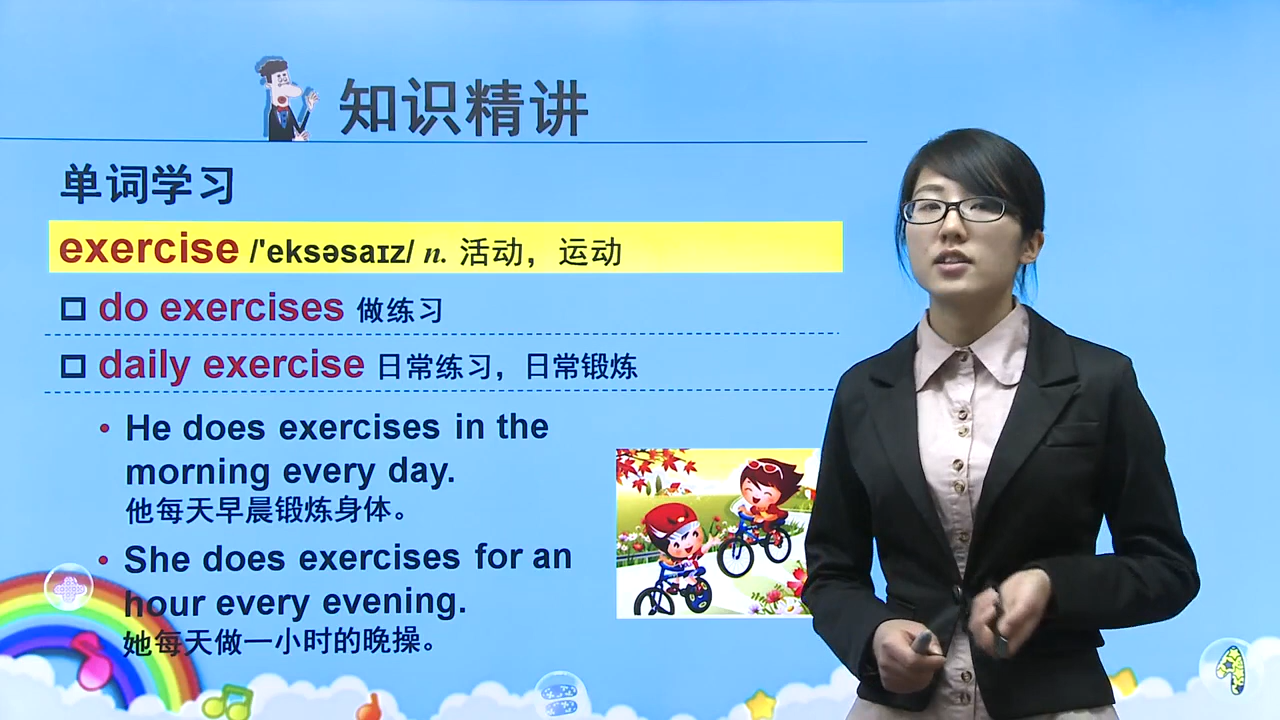 知识精讲
单词学习
exercise /'eksəsaɪz/ n. 活动，运动
do exercises 做练习
daily exercise 日常练习，日常锻炼
• He does exercises in the
morning every day.
他每天早晨锻炼身体。
• She does exercises for an
hour every evening.
她每天做一小时的晚操。